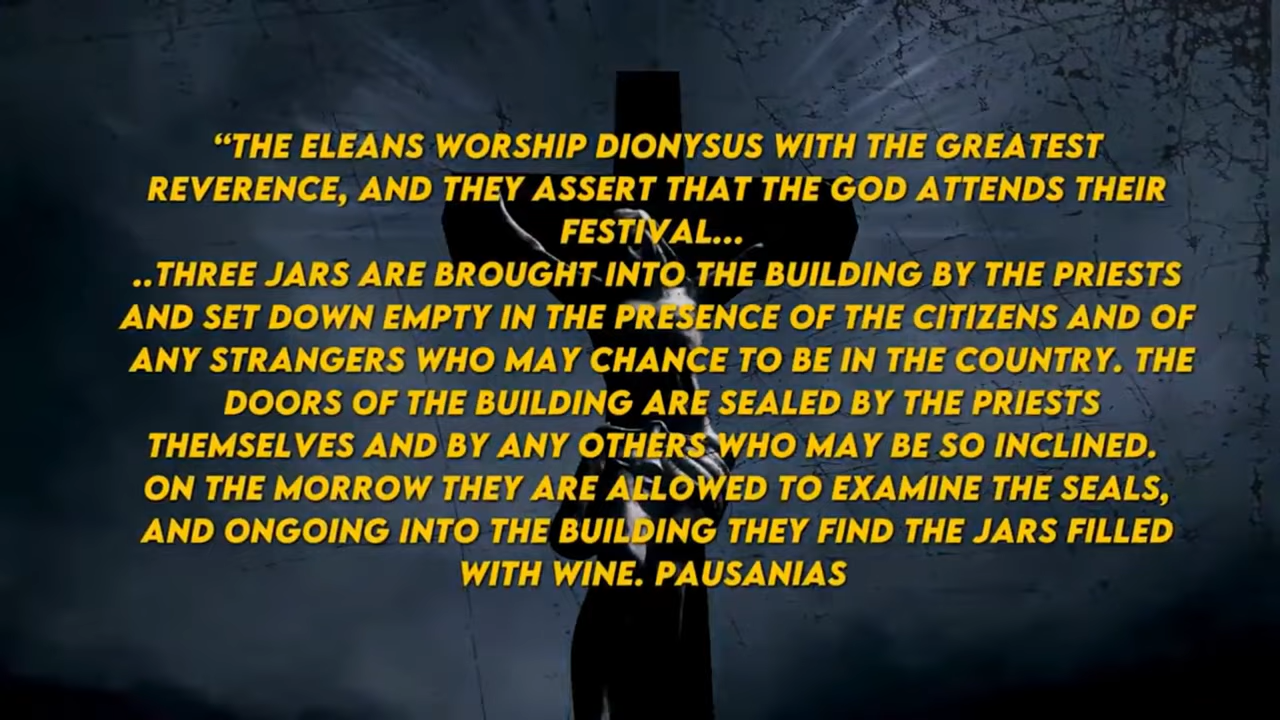 “THE ELEANS WORSHIP DIONYSUS WITH THE GREATEST
REVERENCE, AND THEY ASSERT THAT THE GOD ATTENDS THEIR
FESTIVAL...
..THREE JARS ARE BROUGHT INTO THE BUILDING BY THE PRIESTS
AND SET DOWN EMPTY IN THE PRESENCE OF THE CITIZENS AND OF
ANY STRANGERS WHO MAY CHANCE TO BE IN THE COUNTRY. THE
DOORS OF THE BUILDING ARE SEALED BY THE PRIESTS
THEMSELVES AND BY ANY OTHERS WHO MAY BE SO INCLINED.
ON THE MORROW THEY ARE ALLOWED TO EXAMINE THE SEALS,
AND ONGOING INTO THE BUILDING THEY FIND THE JARS FILLED
WITH WINE. PAUSANIAS